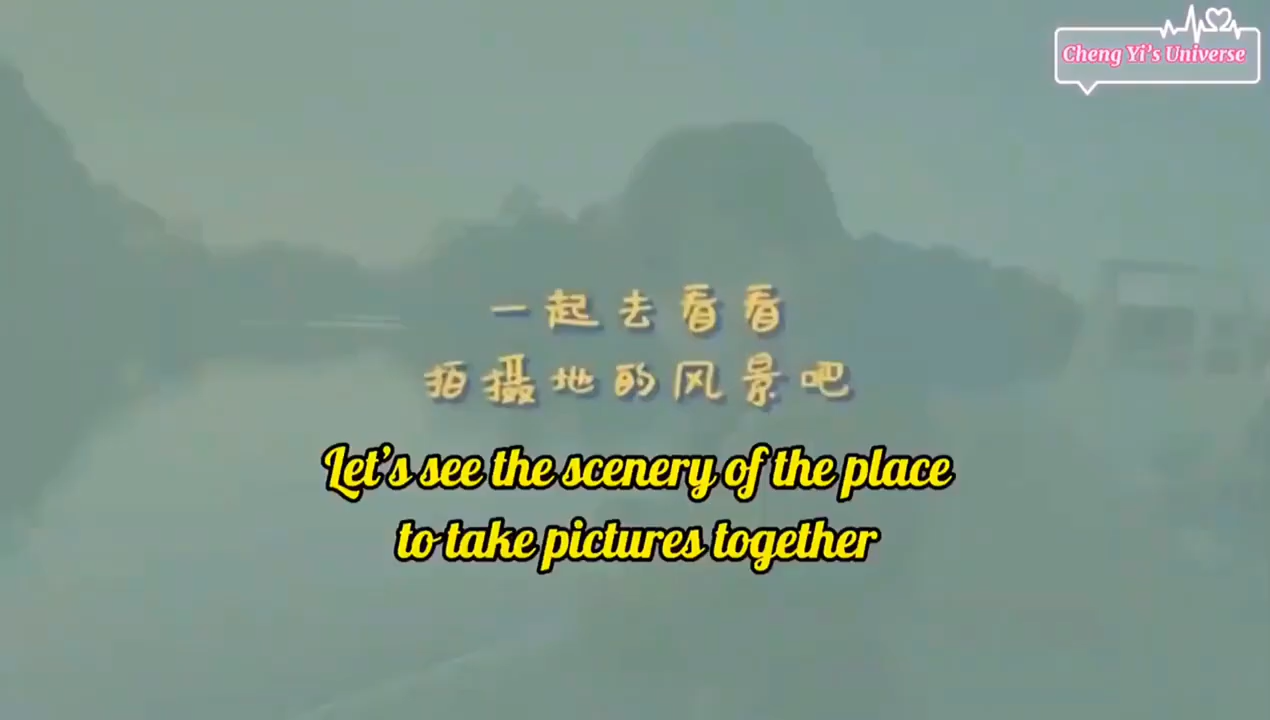 Cheng Yi's Universe
一起去看看
拍摄地的风景吧
Let's see the scenery of the place
to take pictures together